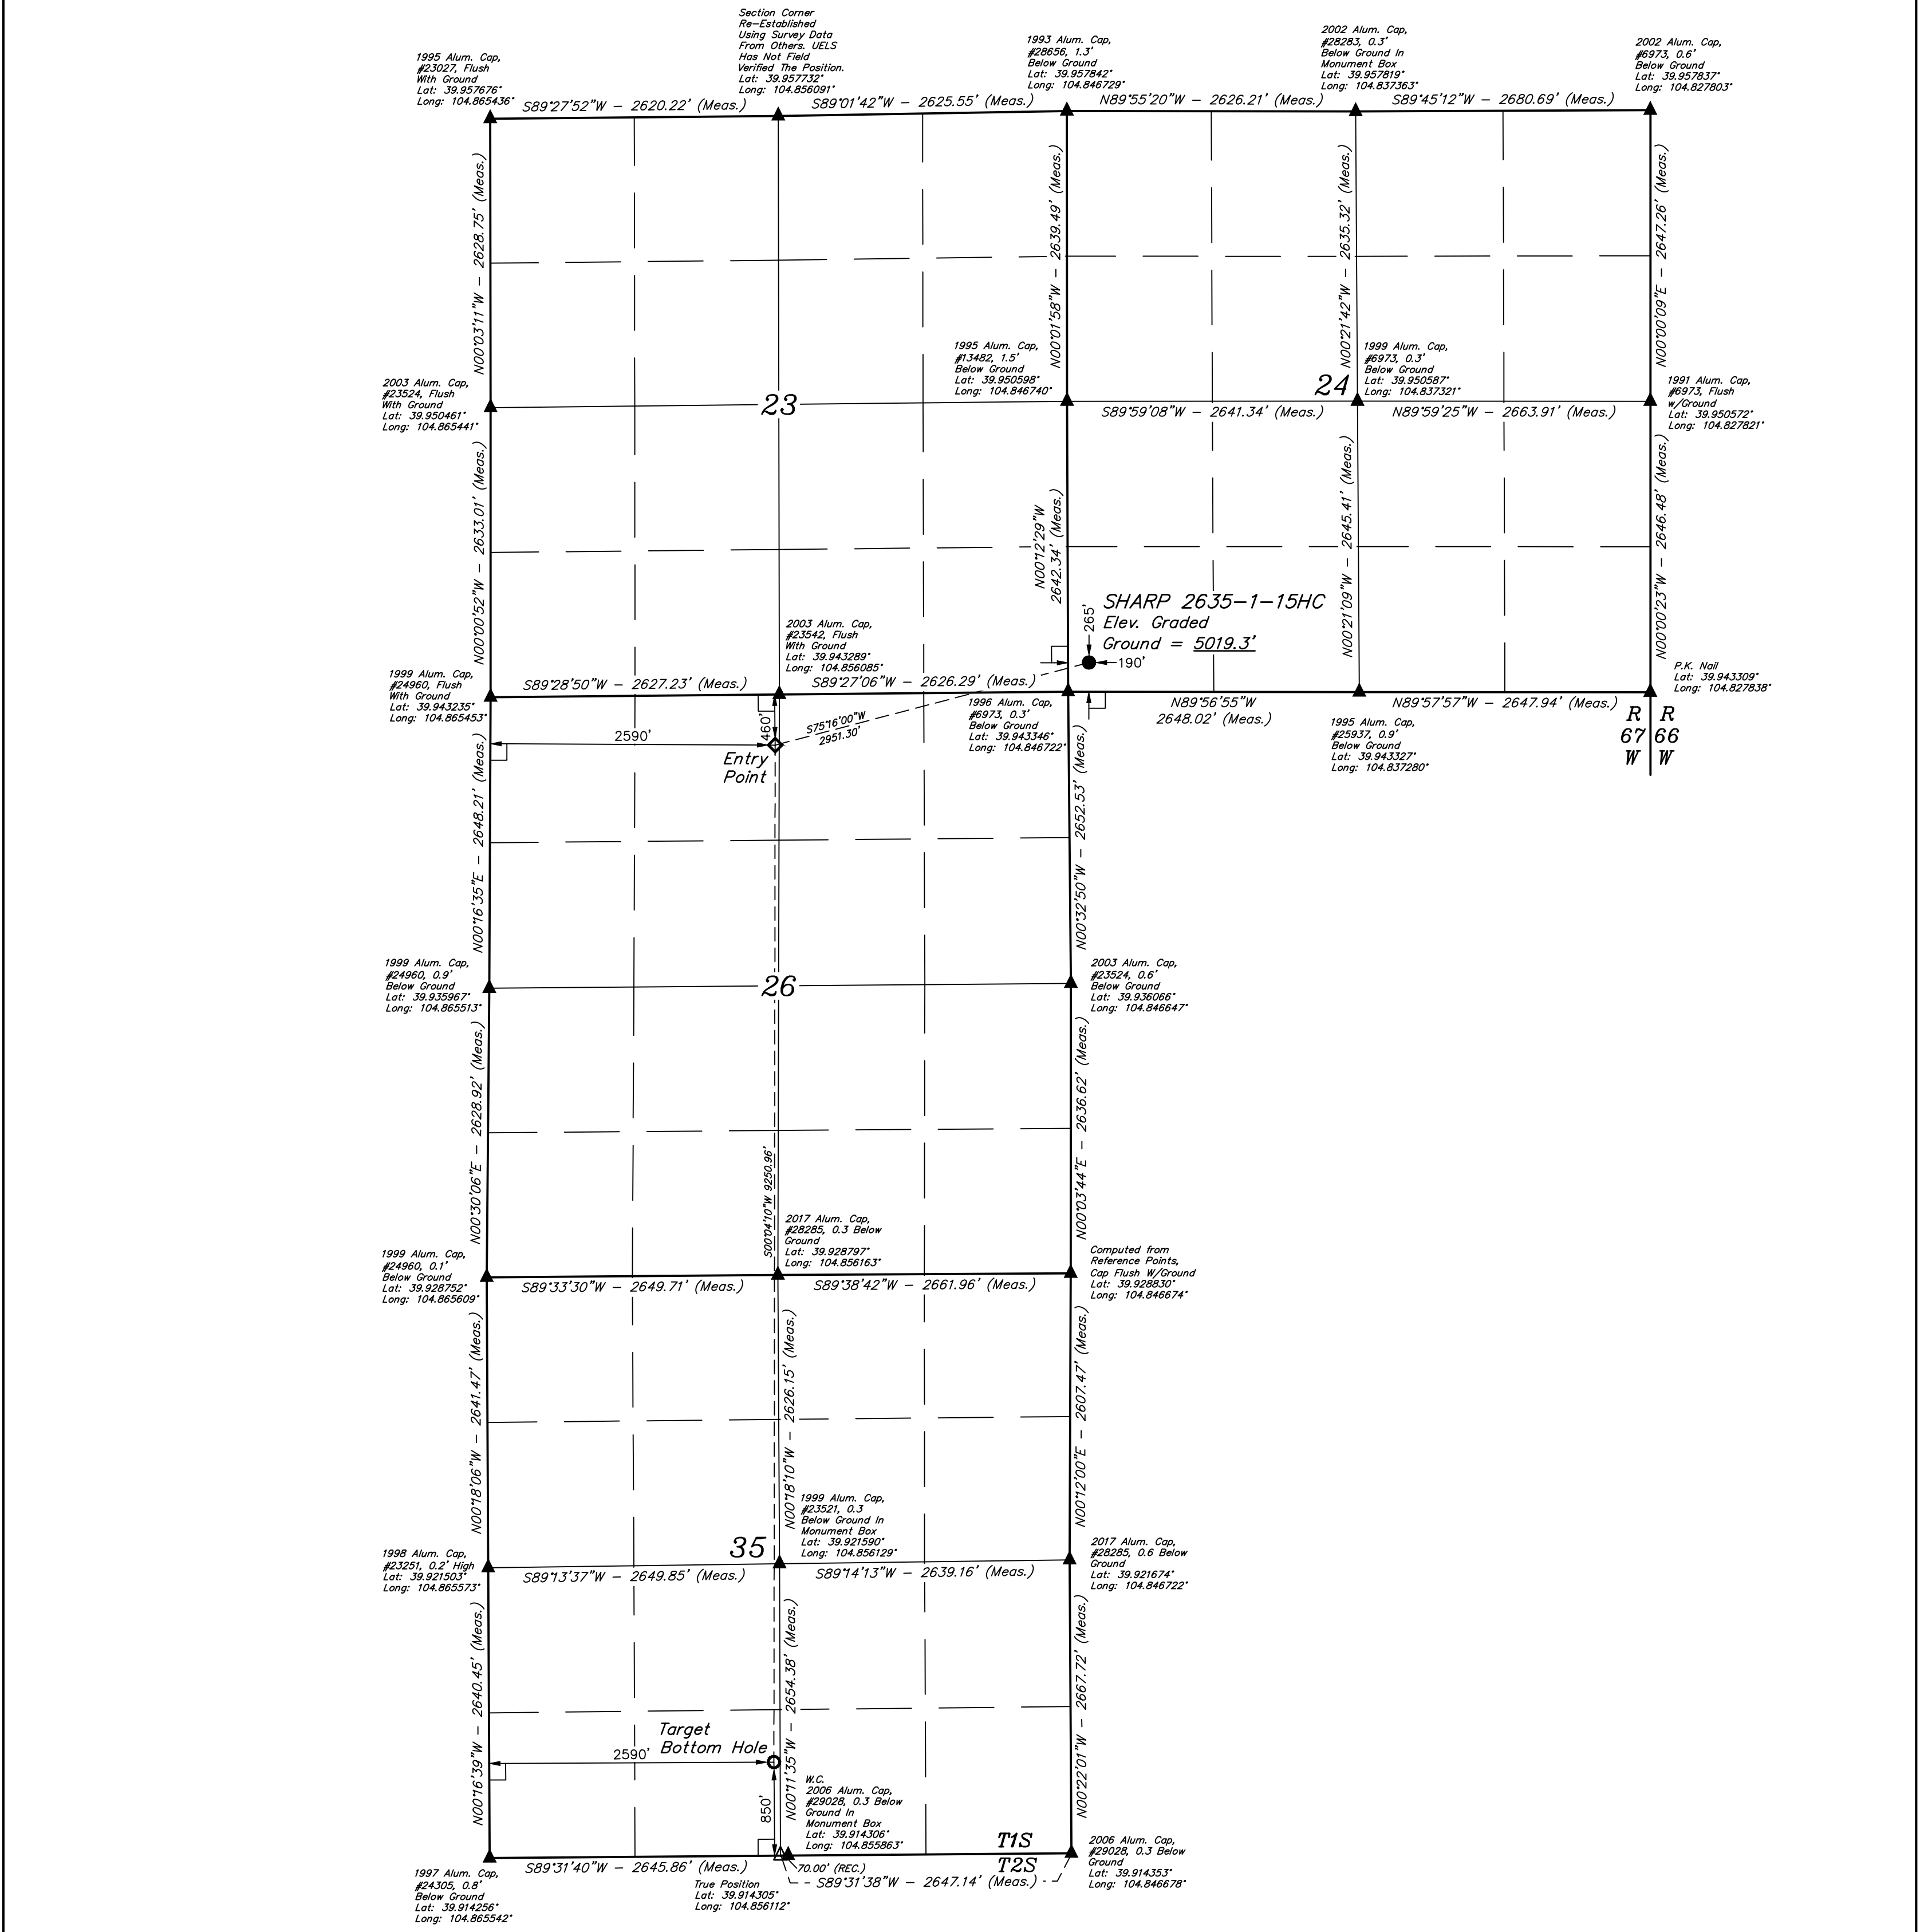 Section Corner
Re-Established
Using Survey Data
From Others. UELS
Has Not Field
Verified The Position.
Lat: 39.957732°
Long: 104.856091°
1995 Alum. Cap,
#23027, Flush
With Ground
Lat: 39.957676°
Long: 104.865436°
1993 Alum. Cap,
#28656, 1.3'
Below Ground
Lat: 39.957842°
Long: 104.846729°
2002 Alum. Cap,
#28283, 0.3'
Below Ground In
Monument Box
Lat: 39.957819°
Long: 104.837363°
2002 Alum. Cap,
#6973, 0.6'
Below Ground
Lat: 39.957837°
Long: 104.827803°
S89°27'52"W - 2620.22' (Meas.)
S89°01'42"W - 2625.55' (Meas.)
N89°55'20"W - 2626.21' (Meas.)
S89°45'12"W - 2680.69' (Meas.)
N00°03'11"W - 2628.75' (Meas.)
N00°01'58"W - 2639.49' (Meas.)
N00°21'42"W - 2635.32' (Meas.)
N00°00'09"E - 2647.26' (Meas.)
2003 Alum. Cap,
#23524, Flush
With Ground
Lat: 39.950461°
Long: 104.865441°
23
1995 Alum. Cap,
#13482, 1.5'
Below Ground
Lat: 39.950598°
Long: 104.846740°
24
1999 Alum. Cap,
#6973, 0.3'
Below Ground
Lat: 39.950587°
Long: 104.837321°
1991 Alum. Cap,
#6973, Flush
w/Ground
Lat: 39.950572°
Long: 104.827821°
S89°59'08"W - 2641.34' (Meas.)
N89°59'25"W - 2663.91' (Meas.)
N00°00'52"W - 2633.01' (Meas.)
N00°12'29"W
2642.34' (Meas.)
N00°21'09"W - 2645.41' (Meas.)
N00°00'23"W - 2646.48' (Meas.)
SHARP 2635-1-15HC
Elev. Graded
Ground = 5019.3'
265'
190'
2003 Alum. Cap,
#23542, Flush
With Ground
Lat: 39.943289°
Long: 104.856085°
1999 Alum. Cap,
#24960, Flush
With Ground
Lat: 39.943235°
Long: 104.865453°
P.K. Nail
Lat: 39.943309°
Long: 104.827838°
S89°28'50"W - 2627.23' (Meas.)
S89°27'06"W - 2626.29' (Meas.)
N89°56'55"W
2648.02' (Meas.)
N89°57'57"W - 2647.94' (Meas.)
1996 Alum. Cap,
#6973, 0.3'
Below Ground
Lat: 39.943346°
Long: 104.846722°
1995 Alum. Cap,
#25937, 0.9'
Below Ground
Lat: 39.943327°
Long: 104.837280°
R R
67 66
W W
S75°16'00"W
2951.30'
460'
2590'
Entry
Point
N00°16'35"E - 2648.21' (Meas.)
N00°32'50"W - 2652.53' (Meas.)
1999 Alum. Cap,
#24960, 0.9'
Below Ground
Lat: 39.935967°
Long: 104.865513°
26
2003 Alum. Cap,
#23524, 0.6'
Below Ground
Lat: 39.936066°
Long: 104.846647°
N00°30'06"E - 2628.92' (Meas.)
S00°04'10"W 9250.96'
N00°03'44"E - 2636.62' (Meas.)
2017 Alum. Cap,
#28285, 0.3 Below
Ground
Lat: 39.928797°
Long: 104.856163°
1999 Alum. Cap,
#24960, 0.1'
Below Ground
Lat: 39.928752°
Long: 104.865609°
Computed from
Reference Points,
Cap Flush W/Ground
Lat: 39.928830°
Long: 104.846674°
S89°33'30"W - 2649.71' (Meas.)
S89°38'42"W - 2661.96' (Meas.)
N00°18'06"W - 2641.47' (Meas.)
N00°18'10"W - 2626.15' (Meas.)
N00°12'00"E - 2607.47' (Meas.)
1999 Alum. Cap,
#23521, 0.3
Below Ground In
Monument Box
Lat: 39.921590°
Long: 104.856129°
35
1998 Alum. Cap,
#23251, 0.2' High
Lat: 39.921503°
Long: 104.865573°
2017 Alum. Cap,
#28285, 0.6 Below
Ground
Lat: 39.921674°
Long: 104.846722°
S89°13'37"W - 2649.85' (Meas.)
S89°14'13"W - 2639.16' (Meas.)
N00°16'39"W - 2640.45' (Meas.)
N00°11'35"W - 2654.38' (Meas.)
N00°22'01"W - 2667.72' (Meas.)
Target
Bottom Hole
2590'
850'
W.C.
2006 Alum. Cap,
#29028, 0.3 Below
Ground In
Monument Box
Lat: 39.914306°
Long: 104.855863°
T1S
T2S
2006 Alum. Cap,
#29028, 0.3 Below
Ground
Lat: 39.914353°
Long: 104.846678°
S89°31'40"W - 2645.86' (Meas.)
70.00' (REC.)
S89°31'38"W - 2647.14' (Meas.)
1997 Alum. Cap,
#24305, 0.8'
Below Ground
Lat: 39.914256°
Long: 104.865542°
True Position
Lat: 39.914305°
Long: 104.856112°